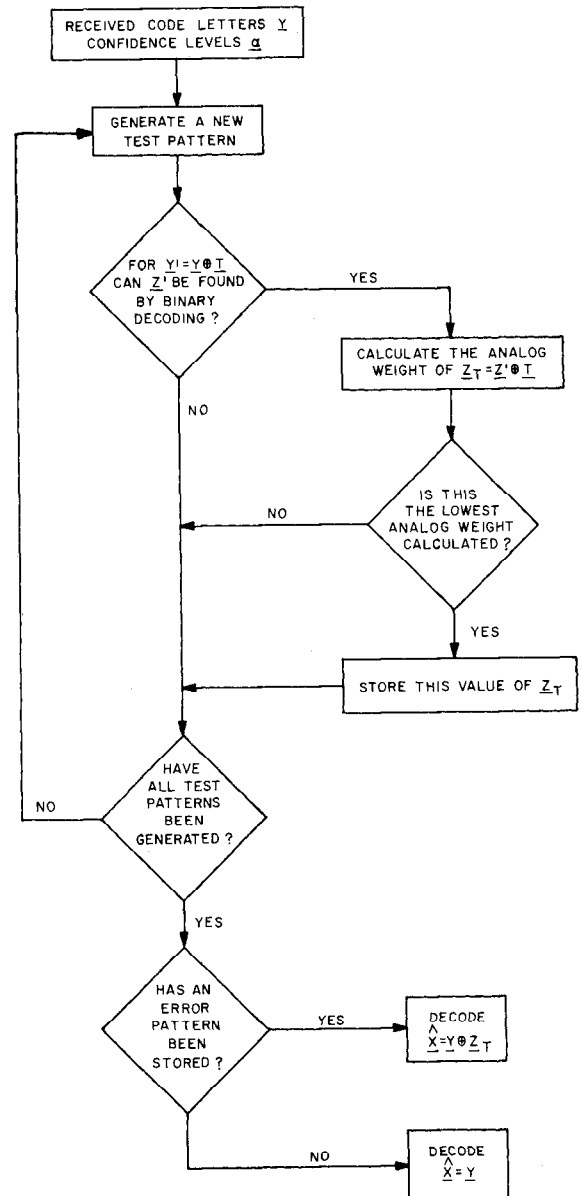 RECEIVED CODE LETTERS Y
CONFIDENCE LEVELS α
GENERATE A NEW
TEST PATTERN
FOR Y'=Y⊕T
CAN Z' BE FOUND
BY BINARY
DECODING ?
YES
CALCULATE THE ANALOG
WEIGHT OF Z_T=Z'⊕T
NO
IS THIS
THE LOWEST
ANALOG WEIGHT
CALCULATED ?
NO
YES
STORE THIS VALUE OF Z_T
HAVE
ALL TEST
PATTERNS
BEEN
GENERATED ?
NO
YES
HAS AN
ERROR
PATTERN
BEEN
STORED ?
YES
DECODE
X̂=Y⊕Z_T
NO
DECODE
X̂=Y